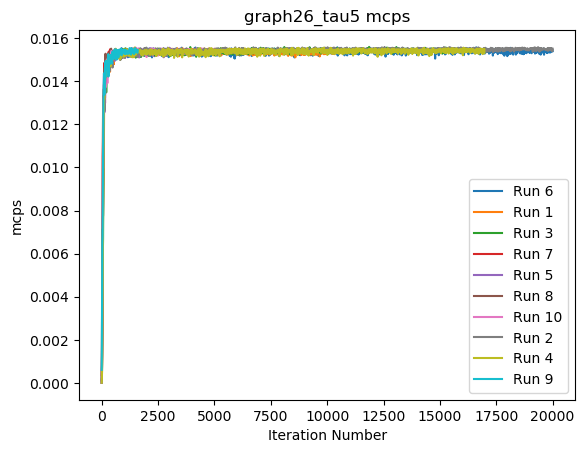 graph26_tau5 mcps
mcps
0.016
0.014
0.012
0.010
0.008
0.006
0.004
0.002
0.000
Run 6
Run 1
Run 3
Run 7
Run 5
Run 8
Run 10
Run 2
Run 4
Run 9
0 2500 5000 7500 10000 12500 15000 17500 20000
Iteration Number